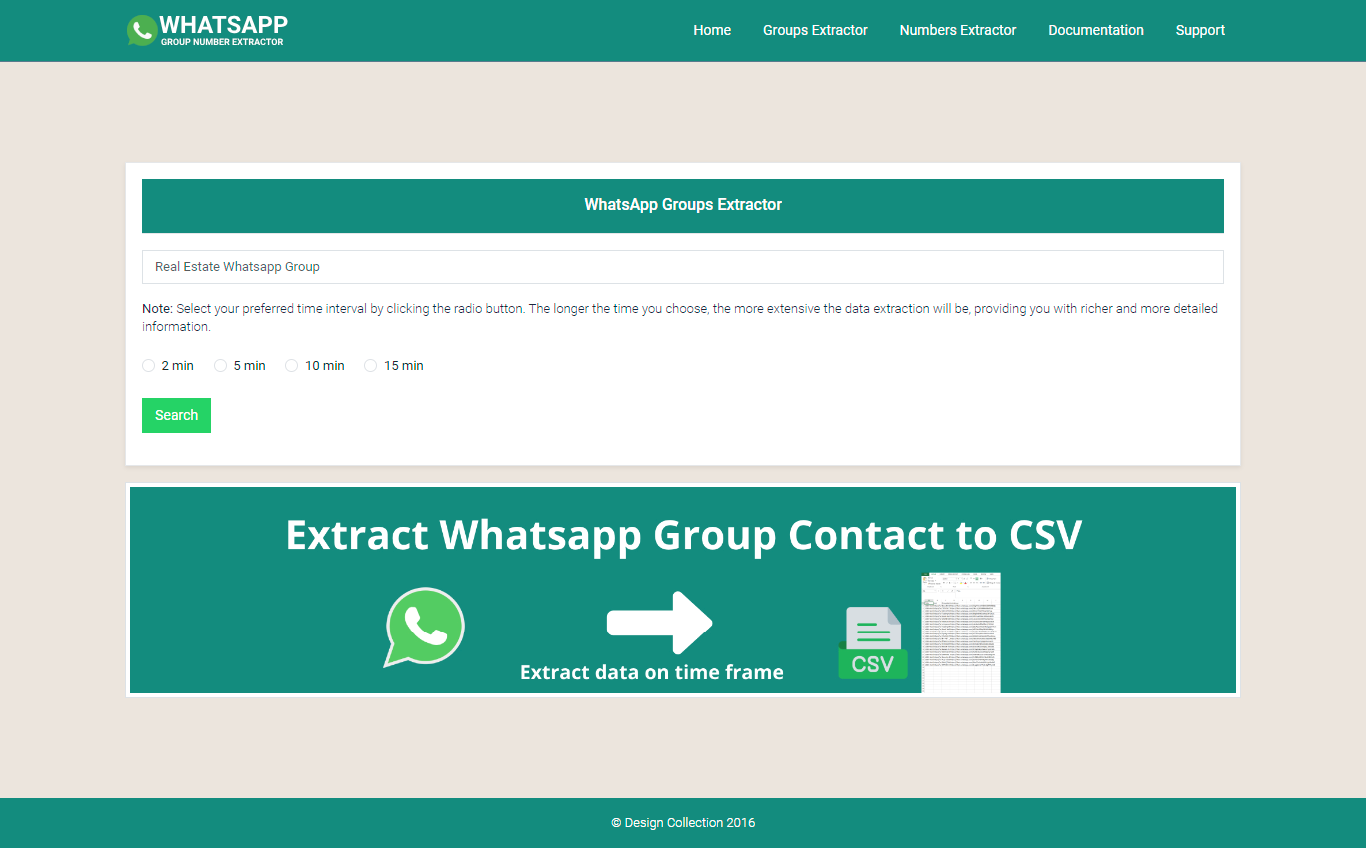 WHATSAPP
GROUP NUMBER EXTRACTOR
Home Groups Extractor Numbers Extractor Documentation Support
WhatsApp Groups Extractor
Real Estate Whatsapp Group
Note: Select your preferred time interval by clicking the radio button. The longer the time you choose, the more extensive the data extraction will be, providing you with richer and more detailed
information.
2 min 5 min 10 min 15 min
Search
Extract Whatsapp Group Contact to CSV
CSV
Extract data on time frame
© Design Collection 2016